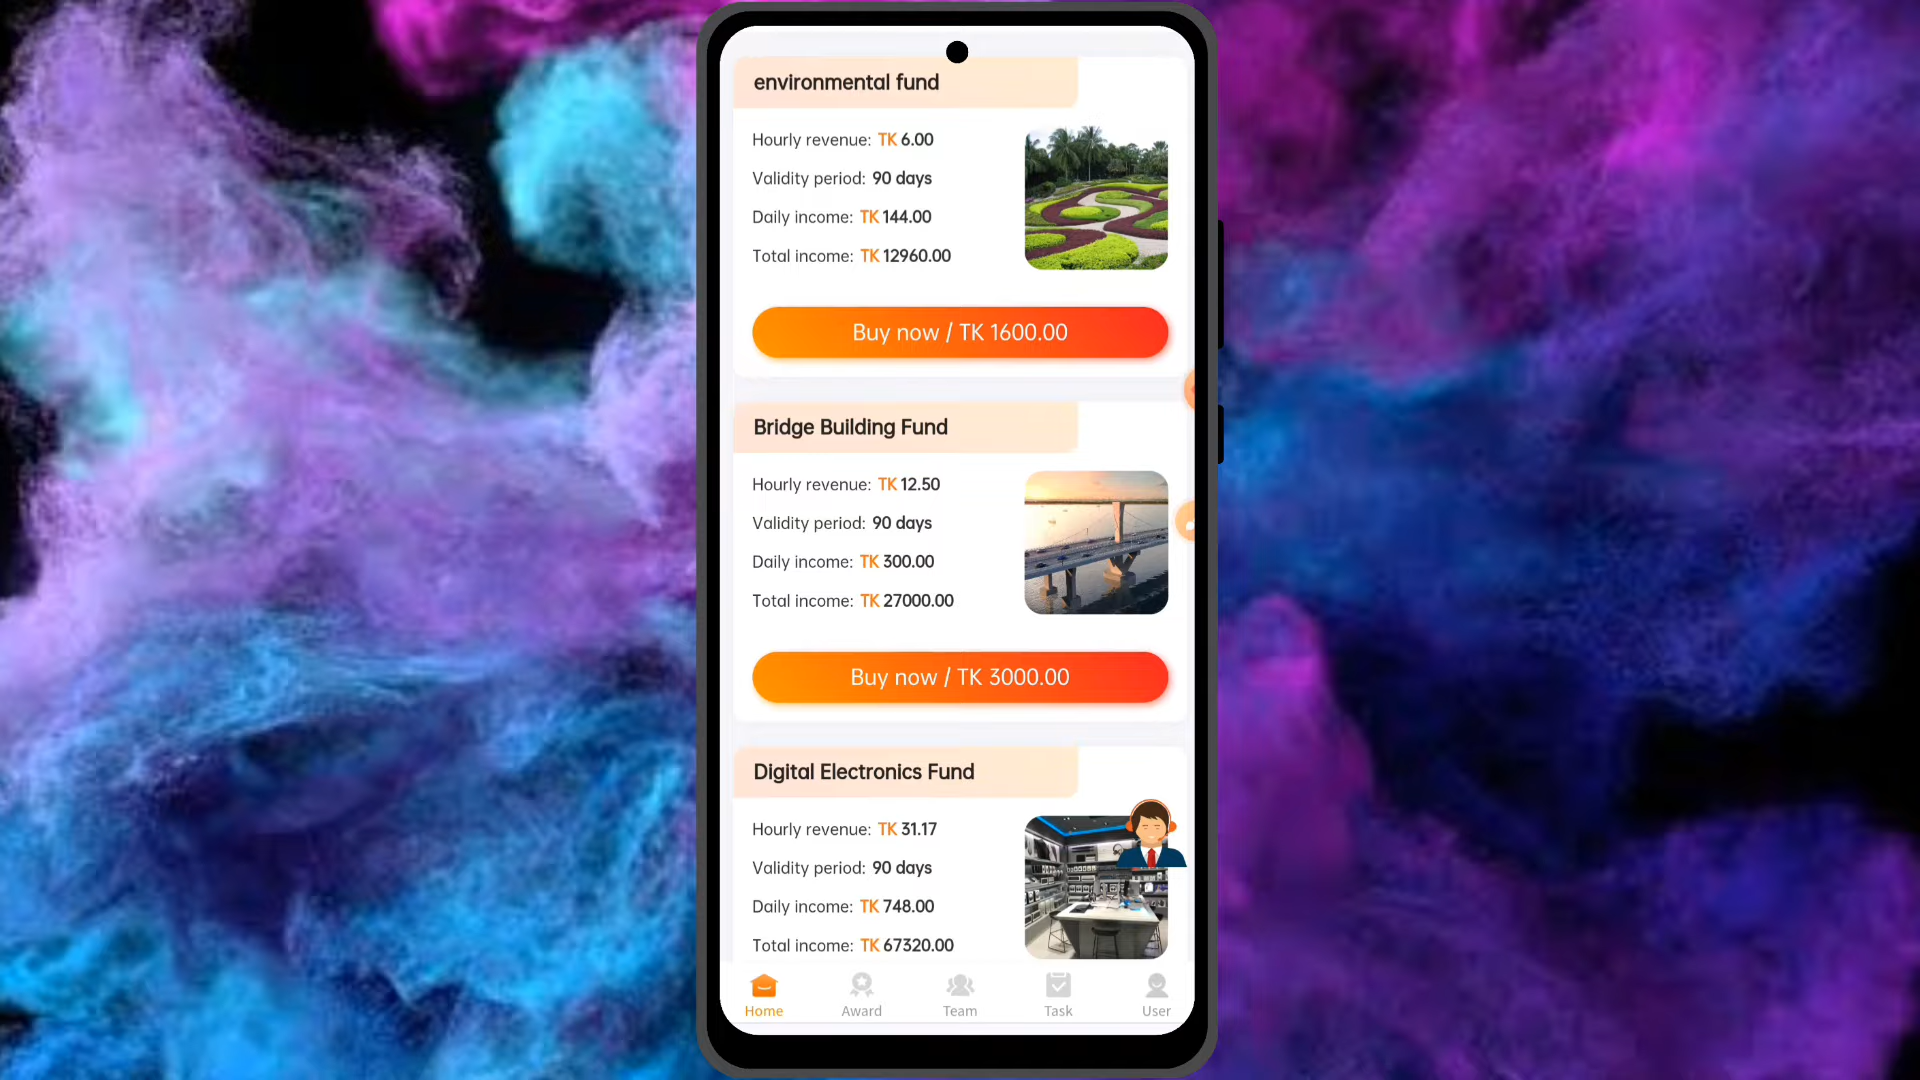 environmental fund
Hourly revenue: TK 6.00
Validity period: 90 days
Daily income: TK 144.00
Total income: TK 12960.00
Buy now / TK 1600.00
Bridge Building Fund
Hourly revenue: TK 12.50
Validity period: 90 days
Daily income: TK 300.00
Total income: TK 27000.00
Buy now / TK 3000.00
Digital Electronics Fund
Hourly revenue: TK 31.17
Validity period: 90 days
Daily income: TK 748.00
Total income: TK 67320.00
Home Award Team Task User